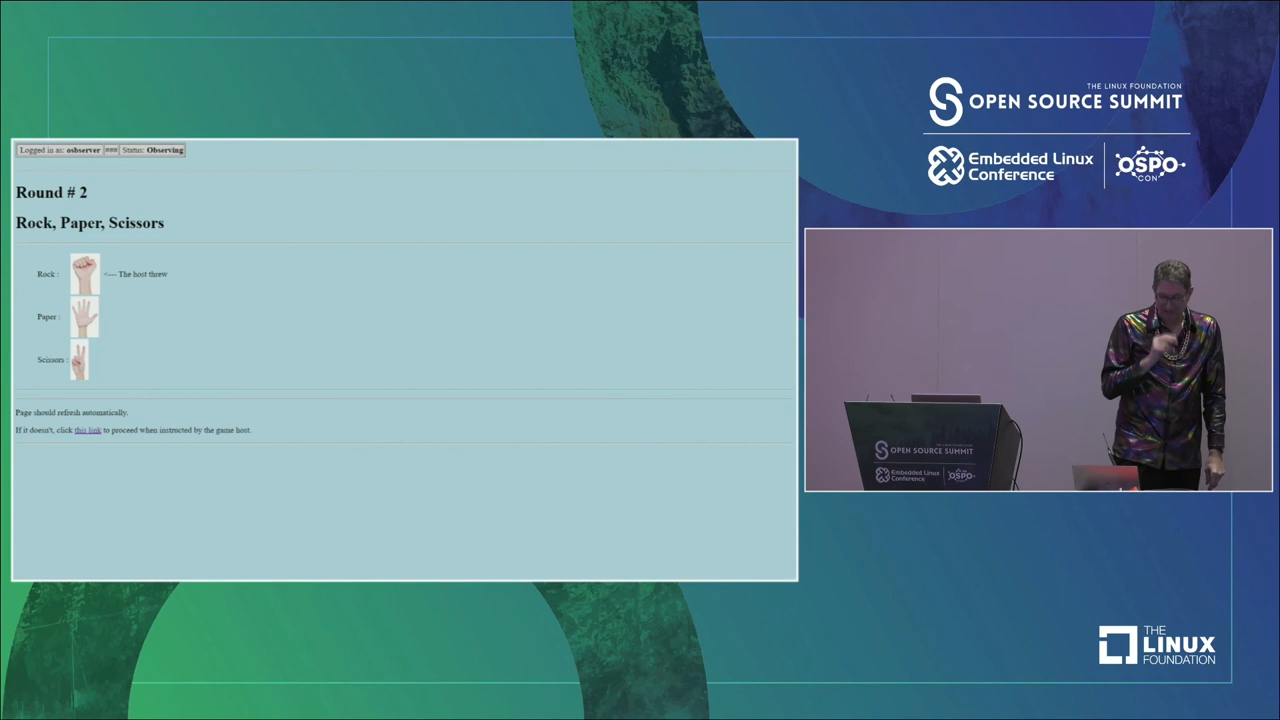 THE LINUX FOUNDATION
OPEN SOURCE SUMMIT
Embedded Linux
Conference
OSPO
CON
Logged in as: osbserver ### Status: Observing
Round # 2
Rock, Paper, Scissors
Rock : <--- The host threw
Paper :
Scissors :
Page should refresh automatically.
If it doesn't, click this link to proceed when instructed by the game host.
OPEN SOURCE SUMMIT
Embedded Linux
Conference
OSPO
CON
THE
LINUX
FOUNDATION